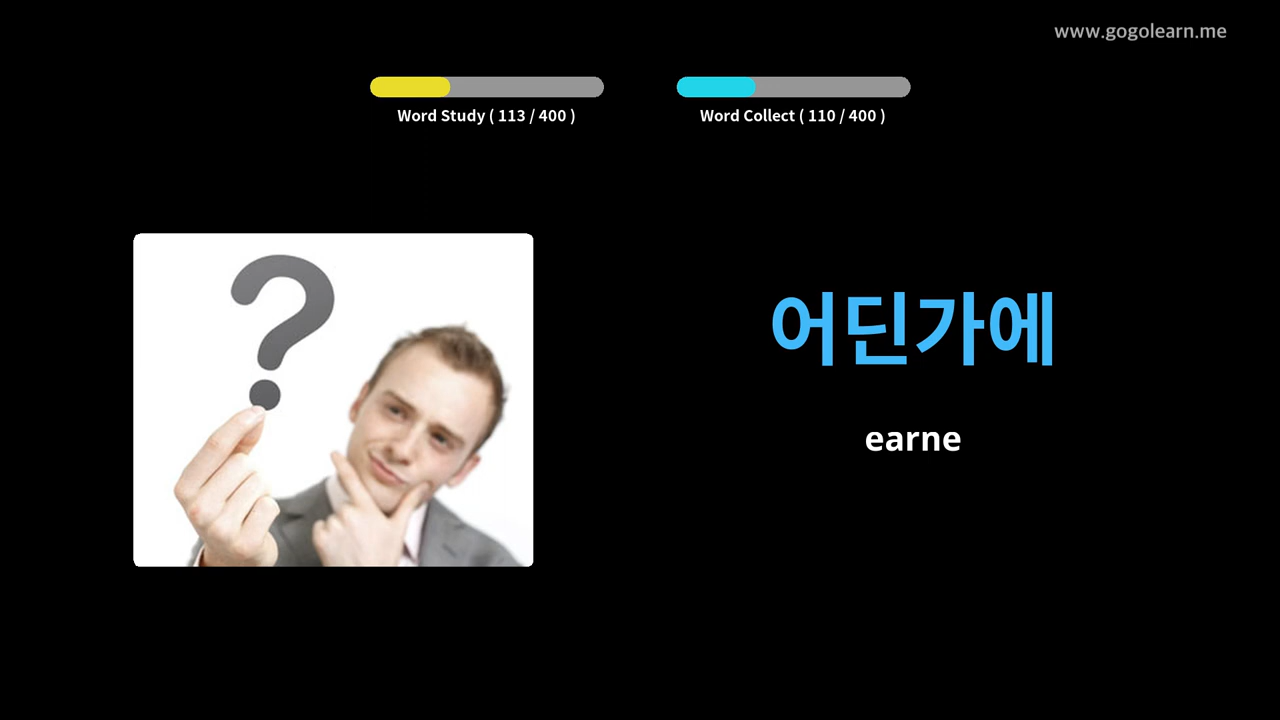 www.gogolearn.me
Word Study ( 113 / 400 )
Word Collect ( 110 / 400 )
?
어딘가에
earne